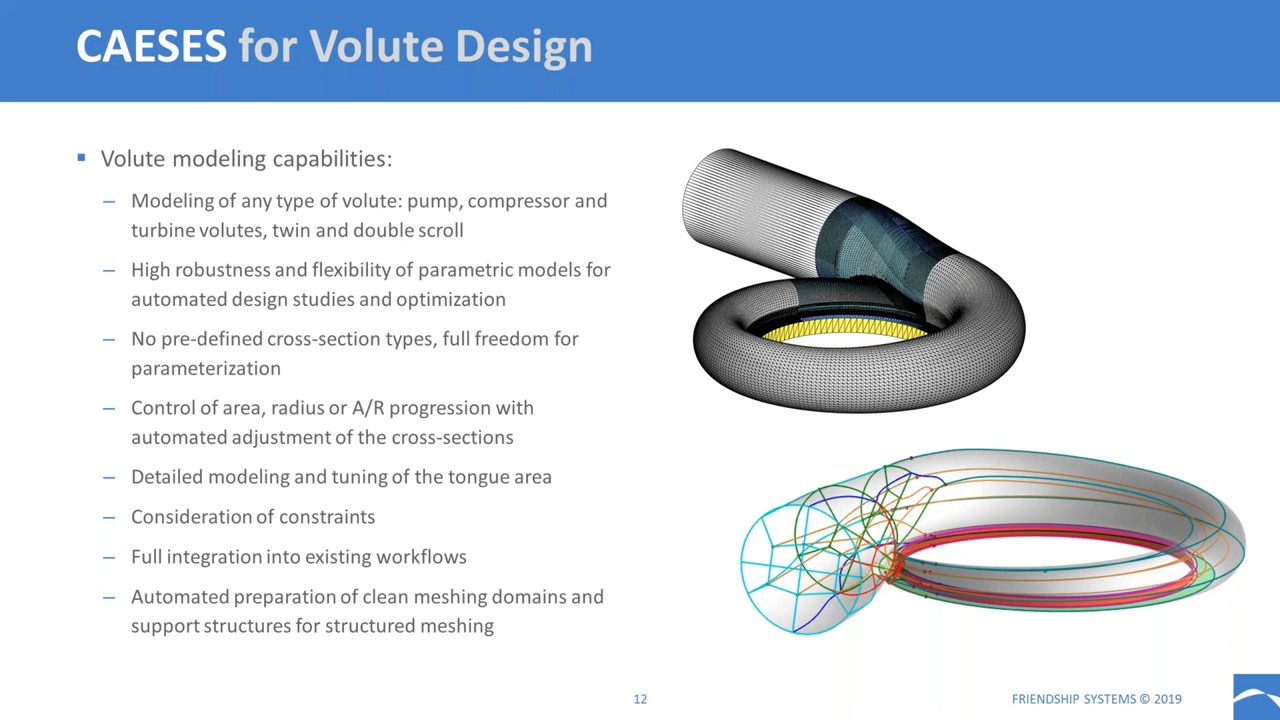 CAESES for Volute Design
▪ Volute modeling capabilities:
– Modeling of any type of volute: pump, compressor and
turbine volutes, twin and double scroll
– High robustness and flexibility of parametric models for
automated design studies and optimization
– No pre-defined cross-section types, full freedom for
parameterization
– Control of area, radius or A/R progression with
automated adjustment of the cross-sections
– Detailed modeling and tuning of the tongue area
– Consideration of constraints
– Full integration into existing workflows
– Automated preparation of clean meshing domains and
support structures for structured meshing
12
FRIENDSHIP SYSTEMS © 2019